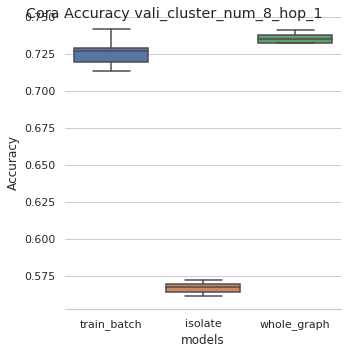 Cora Accuracy vali_cluster_num_8_hop_1
0.750
0.725
0.700
0.675
0.650
0.625
0.600
0.575
Accuracy
train_batch isolate whole_graph
models